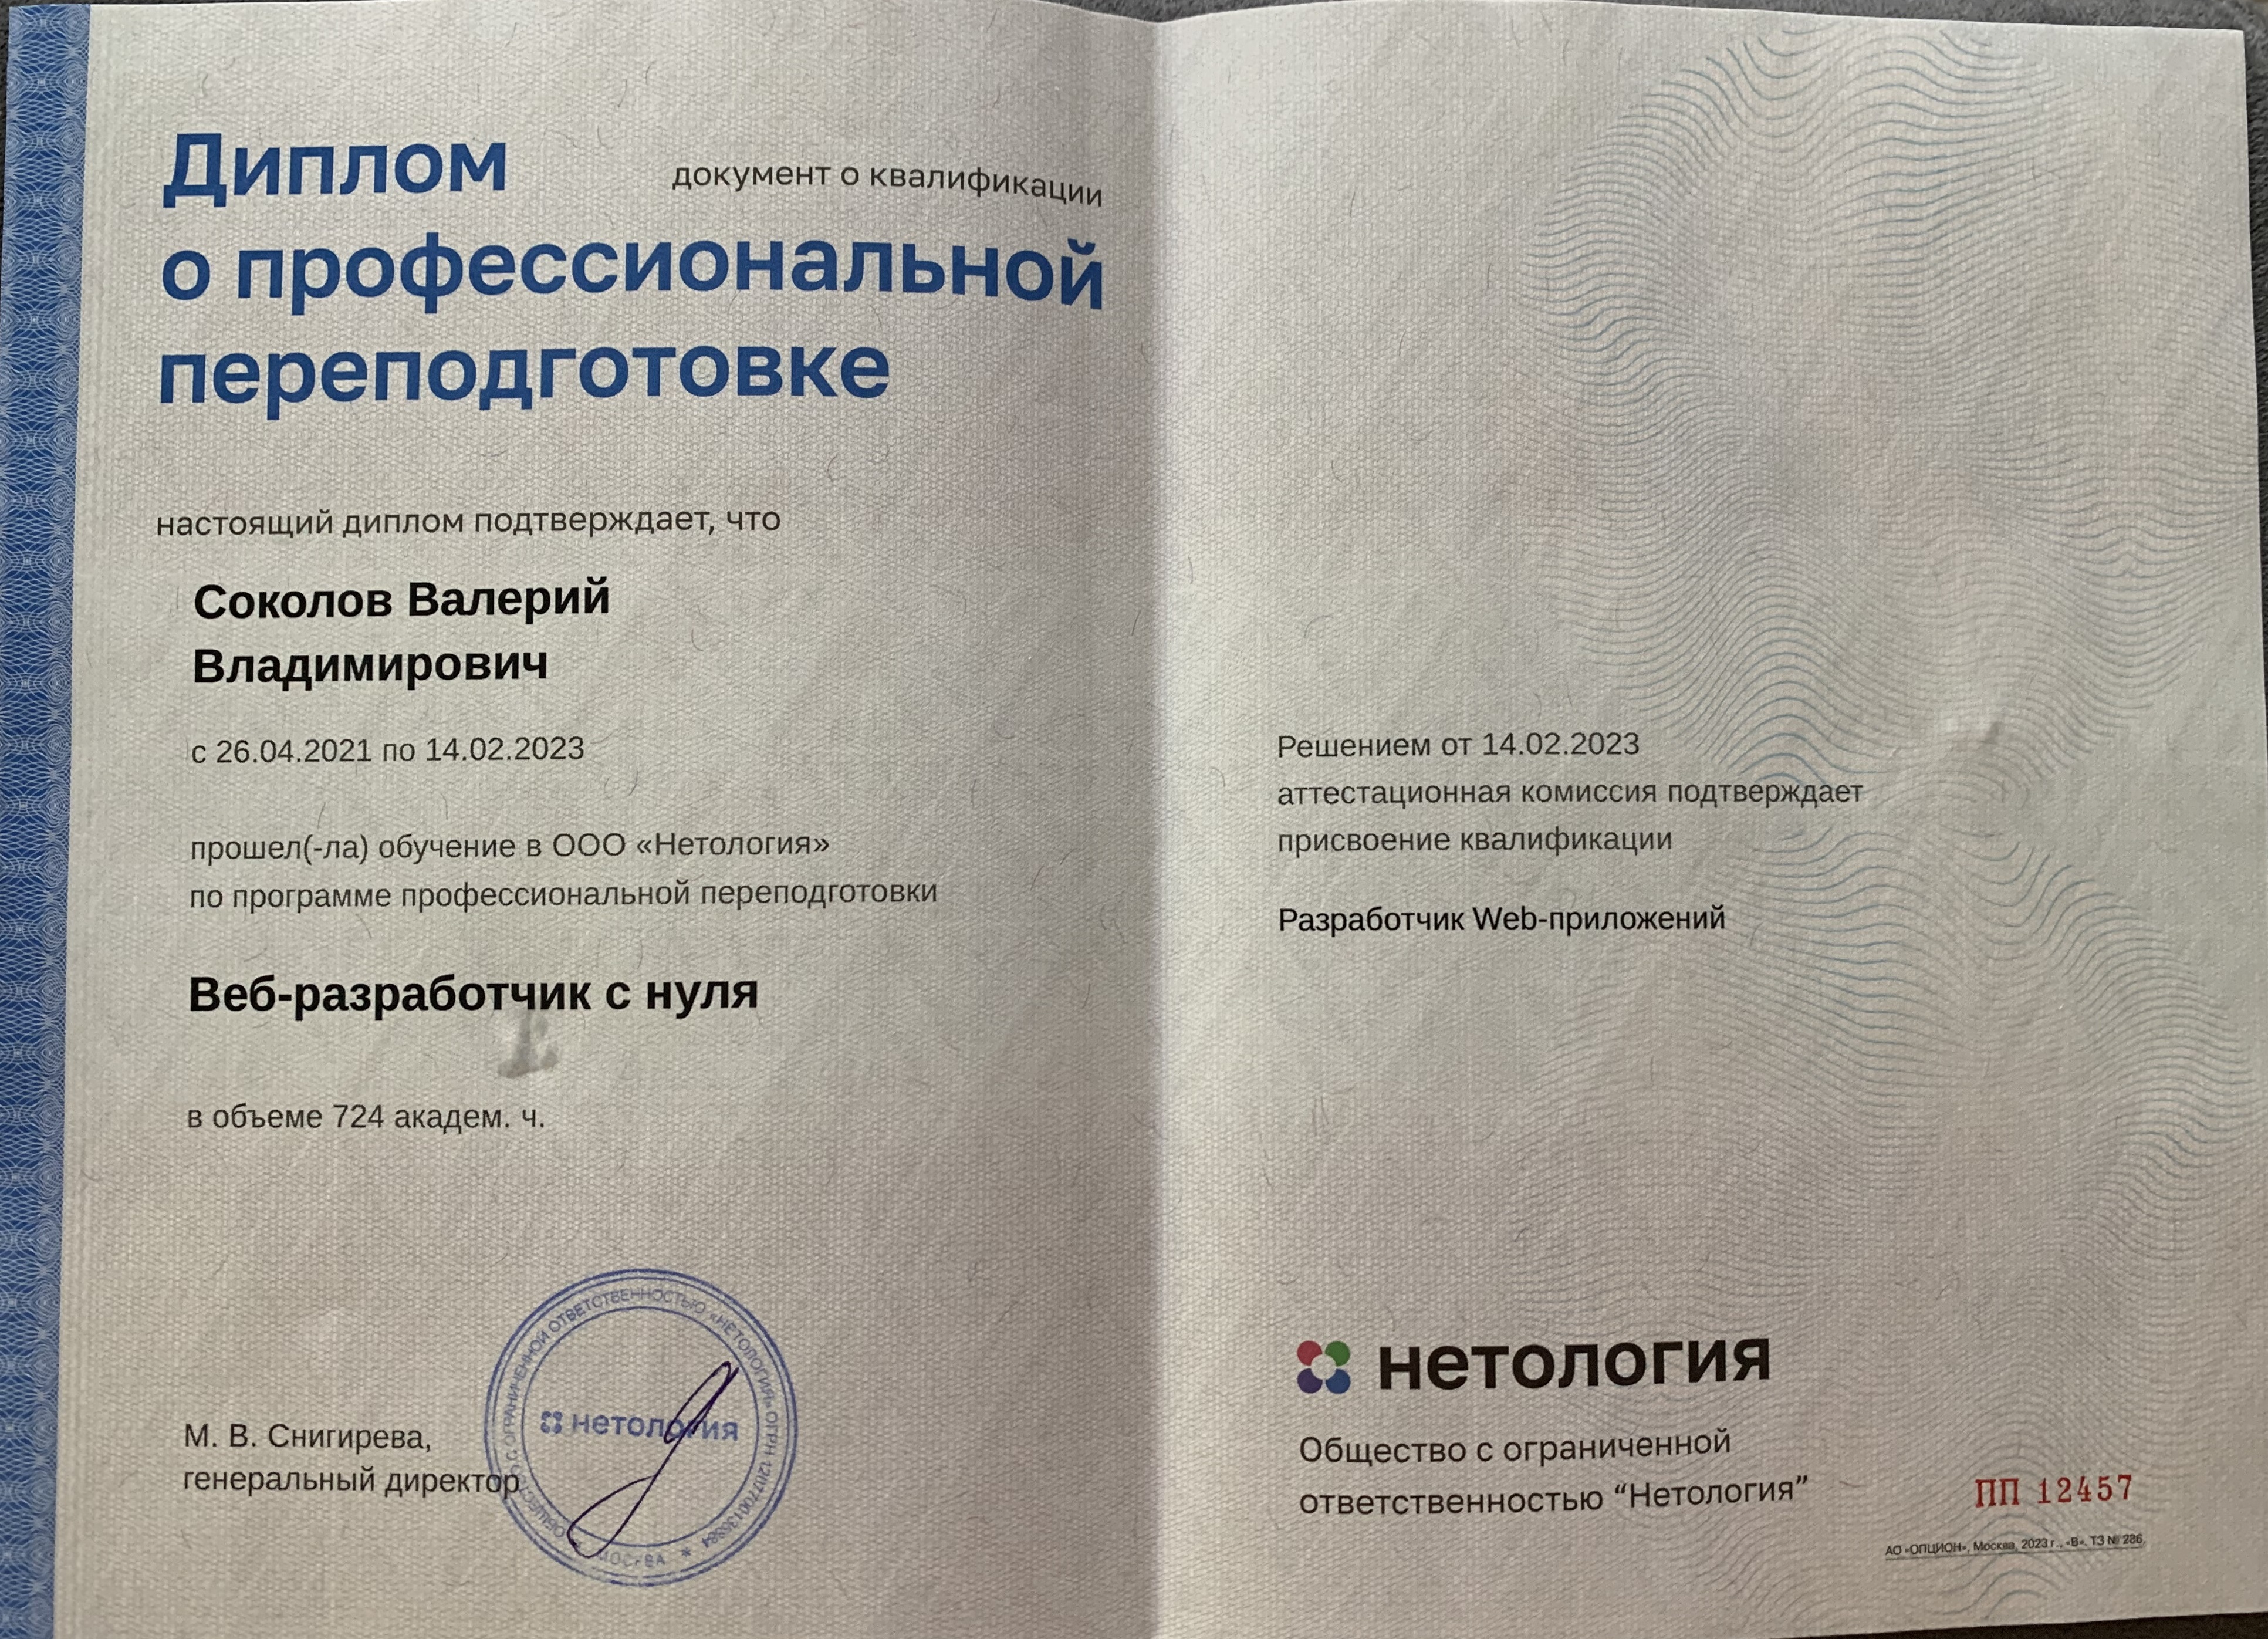 Диплом
документ о квалификации
о профессиональной
переподготовке
настоящий диплом подтверждает, что
Соколов Валерий
Владимирович
с 26.04.2021 по 14.02.2023
прошел(-ла) обучение в ООО «Нетология»
по программе профессиональной переподготовки
Веб-разработчик с нуля
в объеме 724 академ. ч.
М. В. Снигирева,
генеральный директор
ОБЩЕСТВО С ОГРАНИЧЕННОЙ ОТВЕТСТВЕННОСТЬЮ «НЕТОЛОГИЯ» ОГРН
МОСКВА
нетология
Решением от 14.02.2023
аттестационная комиссия подтверждает
присвоение квалификации
Разработчик Web-приложений
нетология
Общество с ограниченной
ответственностью “Нетология”
ПП 12457
АО «ОПЦИОН», Москва, 2023 г., «В». ТЗ № 286.